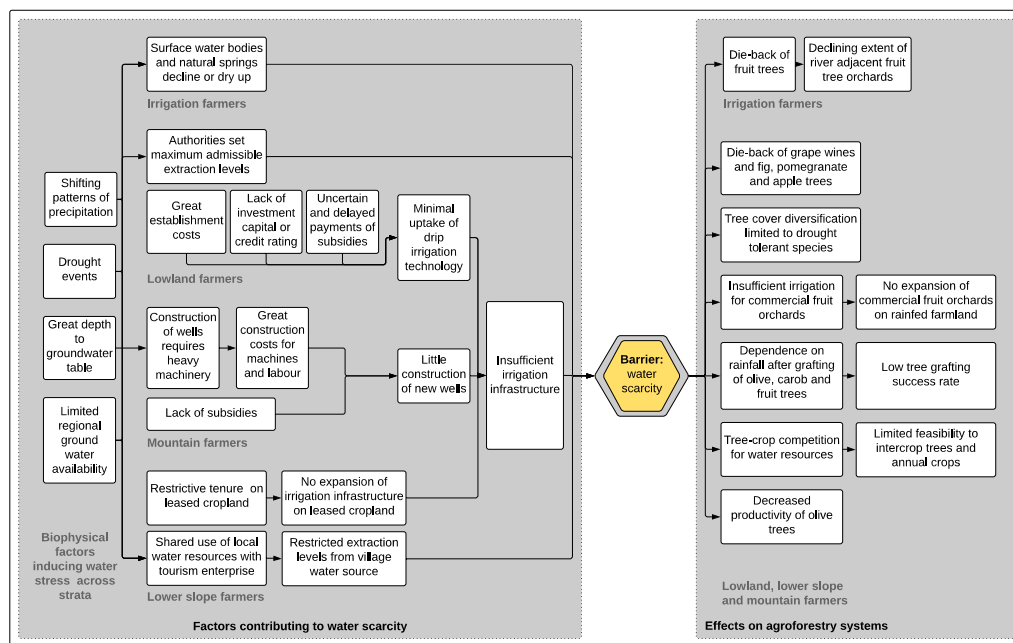 Shifting
patterns of
precipitation
Drought
events
Great depth to
groundwater
table
Limited
regional
ground
water
availability
Biophysical
factors
inducing water
stress across
strata
Surface water bodies
and natural springs
decline or dry up
Irrigation farmers
Authorities set
maximum admissible
extraction levels
Great
establishment
costs
Lack of
investment
capital or
credit rating
Uncertain
and delayed
payments of
subsidies
Minimal
uptake of
drip
irrigation
technology
Lowland farmers
Construction
of wells
requires
heavy
machinery
Great
construction
costs for
machines
and labour
Little
construction
of new wells
Lack of subsidies
Mountain farmers
Insufficient
irrigation
infrastructure
Restrictive tenure on
leased cropland
No expansion of
irrigation infrastructure
on leased cropland
Shared use of local
water resources with
tourism enterprise
Restricted extraction
levels from village
water source
Lower slope farmers
Factors contributing to water scarcity
Barrier:
water
scarcity
Die-back of
fruit trees
Declining extent of
river adjacent fruit
tree orchards
Irrigation farmers
Die-back of grape wines
and fig, pomegranate
and apple trees
Tree cover diversification
limited to drought
tolerant species
Insufficient irrigation
for commercial fruit
orchards
No expansion of
commercial fruit orchards
on rainfed farmland
Dependence on
rainfall after grafting
of olive, carob and
fruit trees
Low tree grafting
success rate
Tree-crop competition
for water resources
Limited feasibility to
intercrop trees and
annual crops
Decreased
productivity of olive
trees
Lowland, lower slope
and mountain farmers
Effects on agroforestry systems